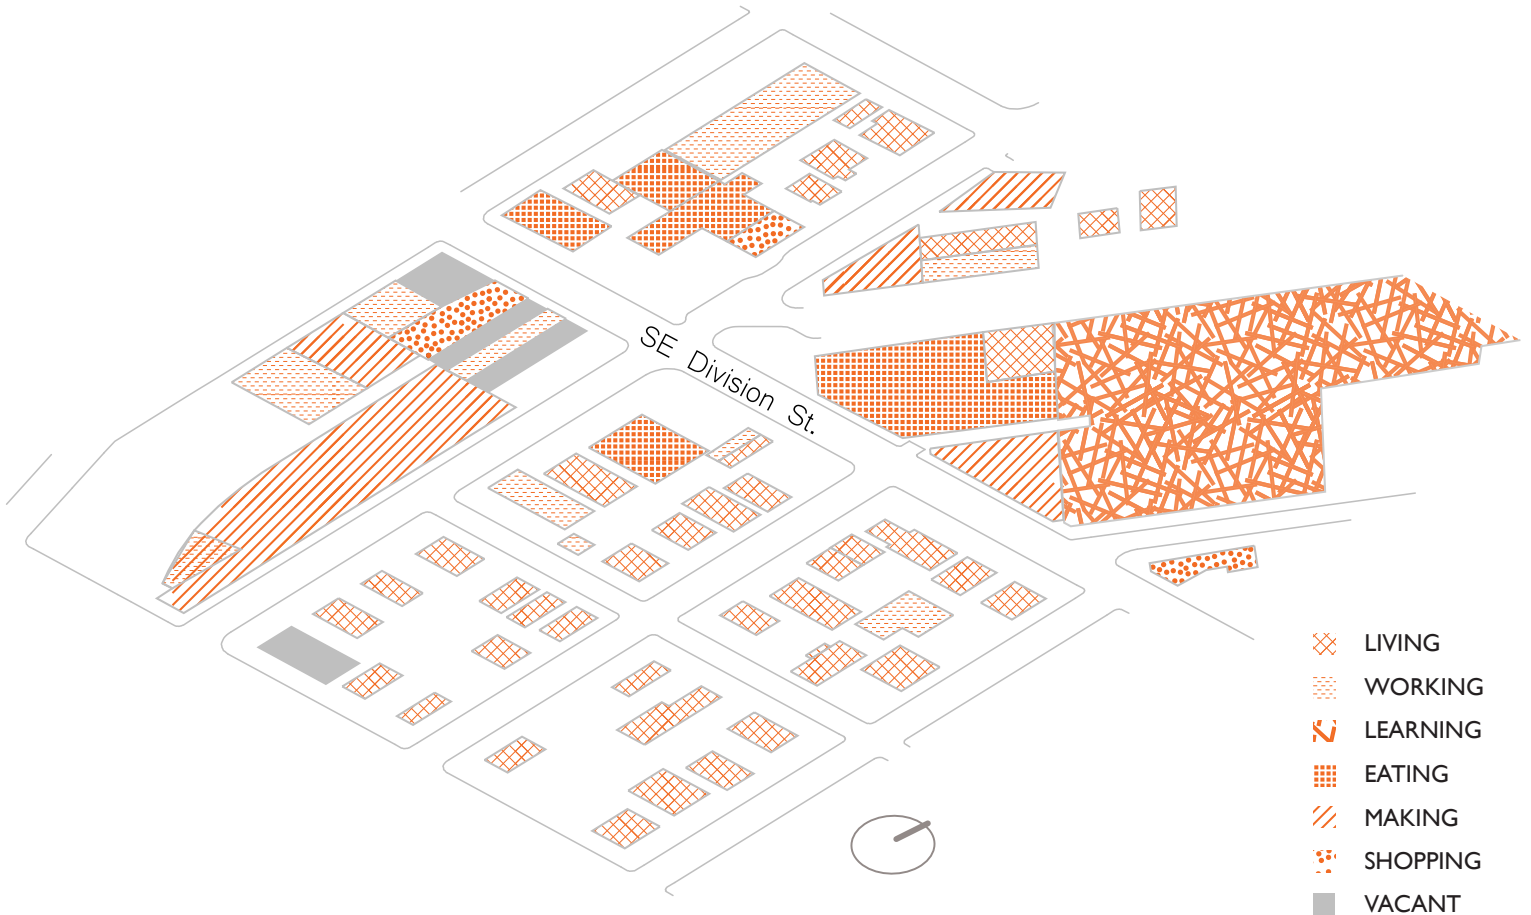 SE Division St.
LIVING
WORKING
LEARNING
EATING
MAKING
SHOPPING
VACANT